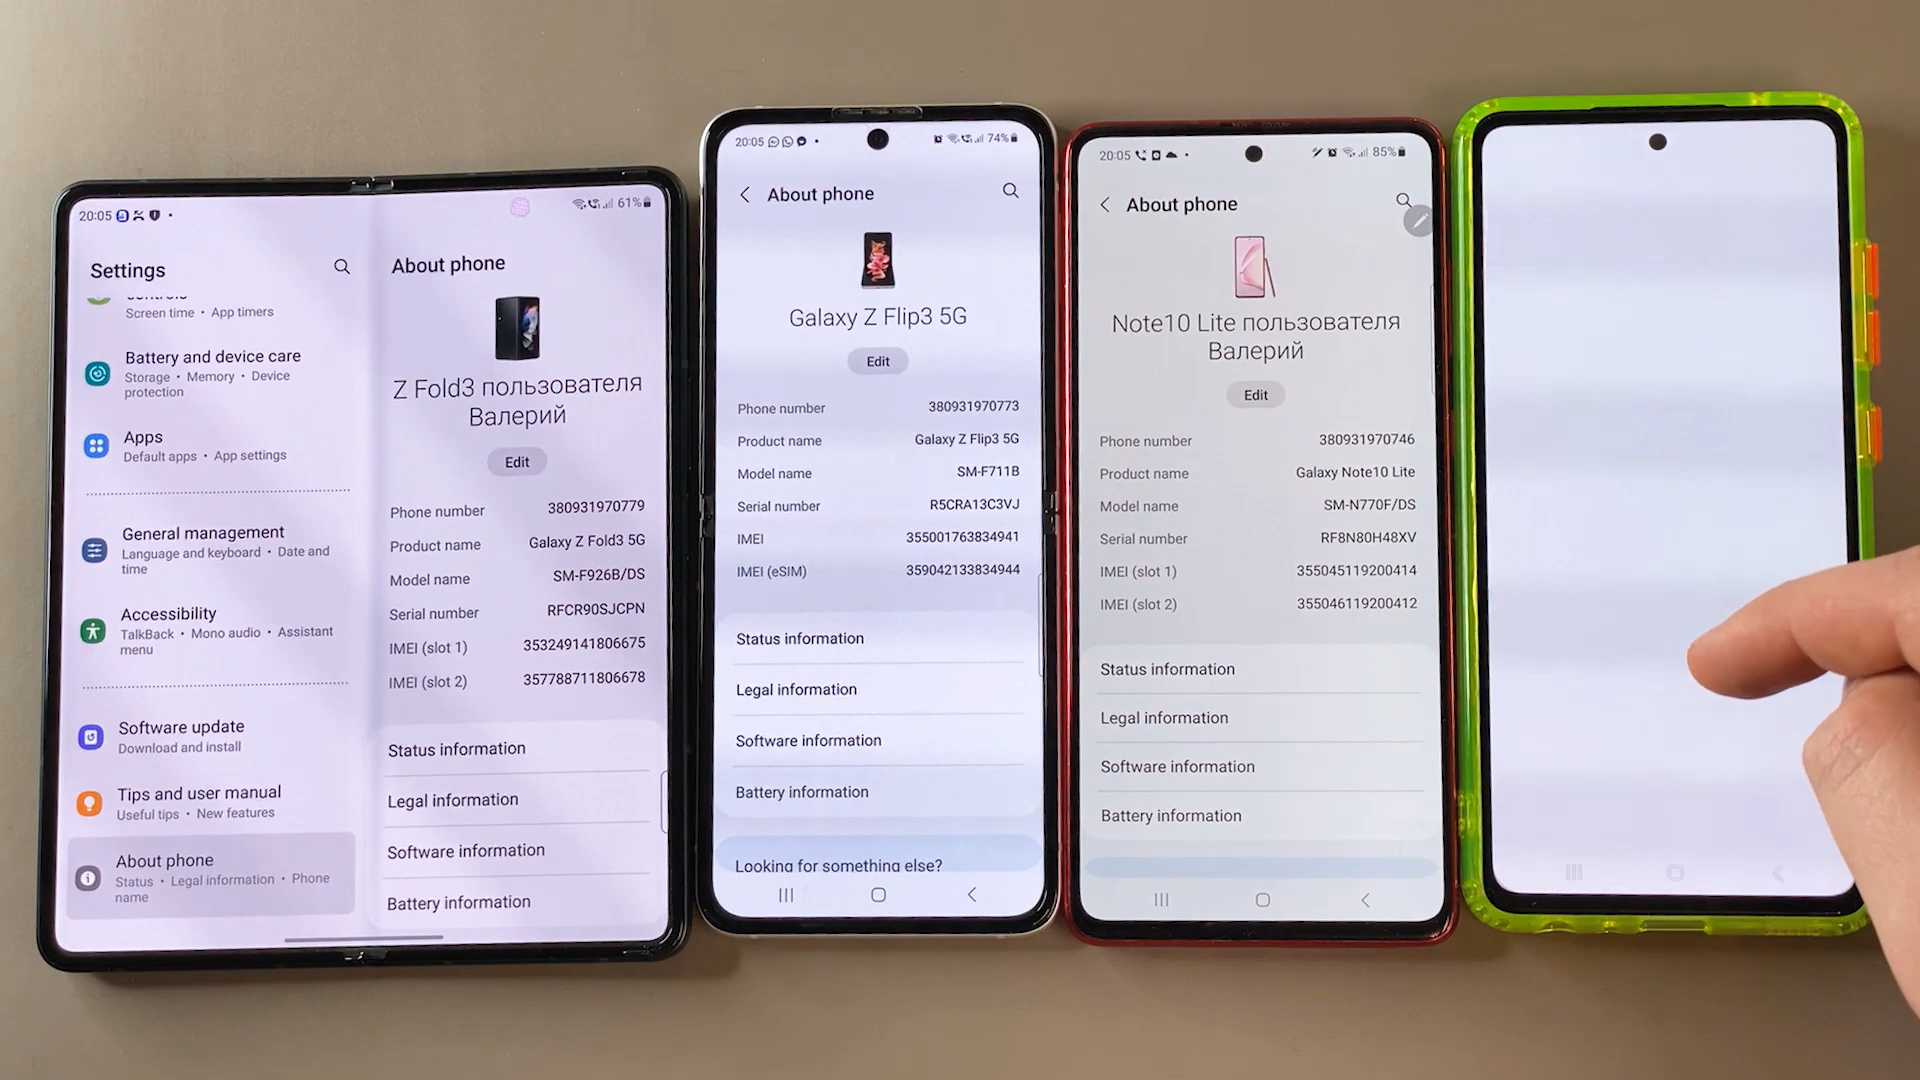 20:05
61%
Settings
Screen time • App timers
Battery and device care
Storage • Memory • Device
protection
Apps
Default apps • App settings
General management
Language and keyboard • Date and
time
Accessibility
TalkBack • Mono audio • Assistant
menu
Software update
Download and install
Tips and user manual
Useful tips • New features
About phone
Status • Legal information • Phone
name
About phone
Z Fold3 пользователя
Валерий
Edit
Phone number 380931970779
Product name Galaxy Z Fold3 5G
Model name SM-F926B/DS
Serial number RFCR90SJCPN
IMEI (slot 1) 353249141806675
IMEI (slot 2) 357788711806678
Status information
Legal information
Software information
Battery information
20:05
74%
About phone
Galaxy Z Flip3 5G
Edit
Phone number 380931970773
Product name Galaxy Z Flip3 5G
Model name SM-F711B
Serial number R5CRA13C3VJ
IMEI 355001763834941
IMEI (eSIM) 359042133834944
Status information
Legal information
Software information
Battery information
Looking for something else?
20:05
85%
About phone
Note10 Lite пользователя
Валерий
Edit
Phone number 380931970746
Product name Galaxy Note10 Lite
Model name SM-N770F/DS
Serial number RF8N80H48XV
IMEI (slot 1) 355045119200414
IMEI (slot 2) 355046119200412
Status information
Legal information
Software information
Battery information